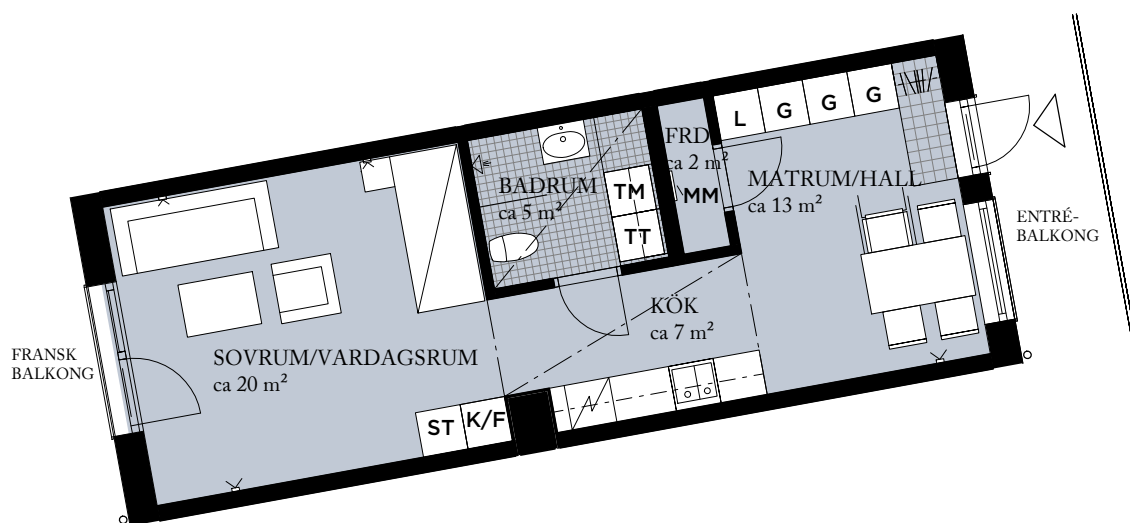 L
G
G
G
FRD
ca 2 m²
MM
BADRUM
ca 5 m²
TM
TT
MATRUM/HALL
ca 13 m²
ENTRÉ-
BALKONG
KÖK
ca 7 m²
FRANSK
BALKONG
SOVRUM/VARDAGSRUM
ca 20 m²
ST
K/F